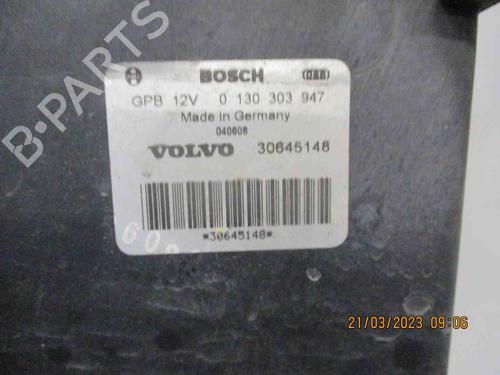 BOSCH
GPB 12V 0 130 303 947
Made in Germany
040608
VOLVO 30645148
*30645148*
B-Parts
21/03/2023 09:06